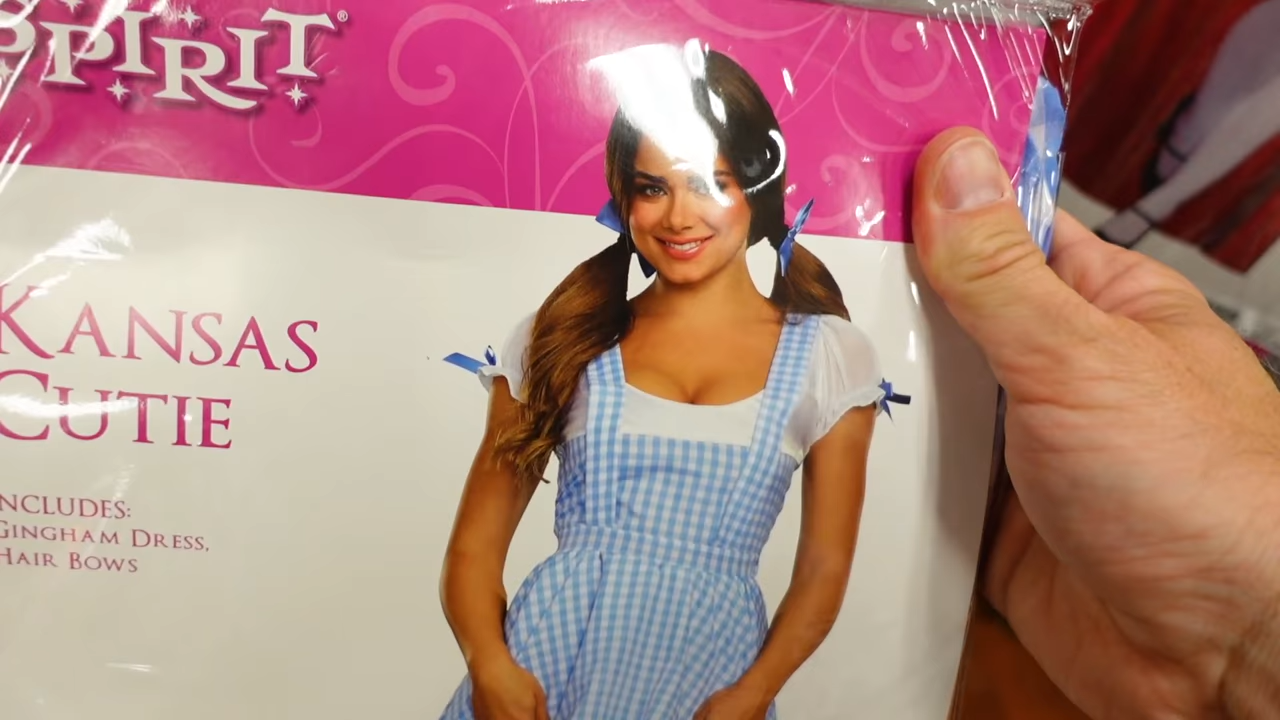 SPIRIT®
KANSAS
CUTIE
INCLUDES:
GINGHAM DRESS,
HAIR BOWS